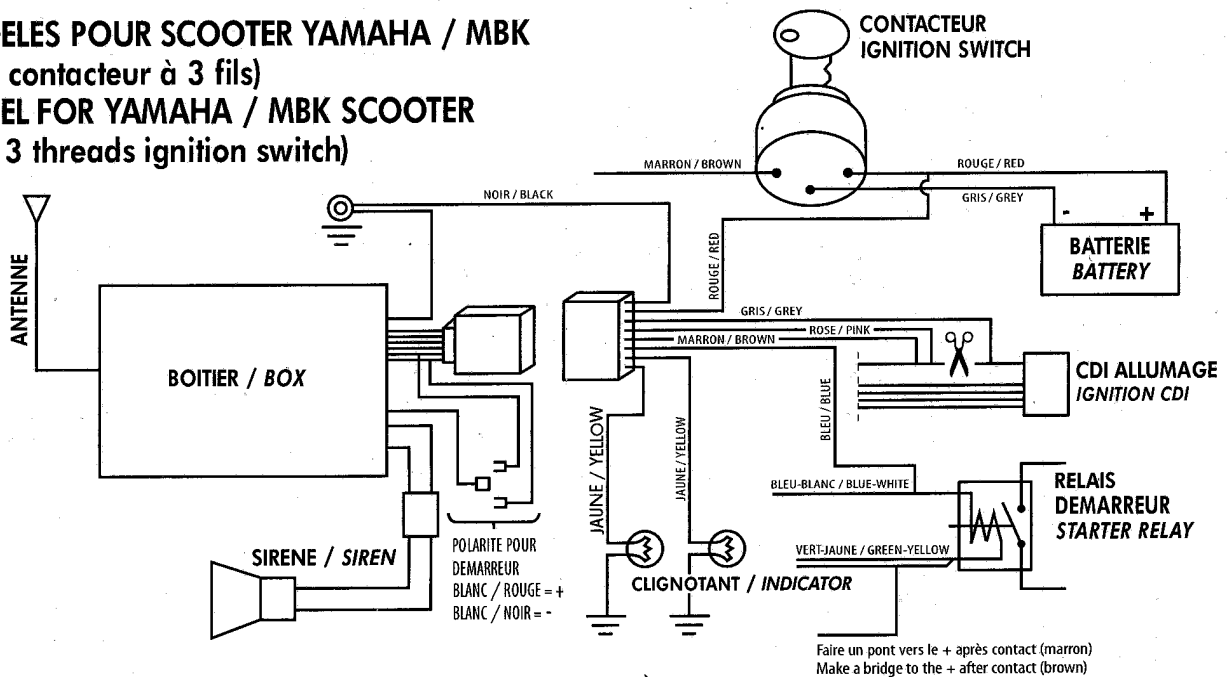 ELES POUR SCOOTER YAMAHA / MBK
contacteur à 3 fils)
EL FOR YAMAHA / MBK SCOOTER
3 threads ignition switch)
CONTACTEUR
IGNITION SWITCH
MARRON / BROWN
ROUGE / RED
GRIS / GREY
- +
BATTERIE
BATTERY
NOIR / BLACK
ANTENNE
ROUGE / RED
BOITIER / BOX
GRIS / GREY
ROSE / PINK
MARRON / BROWN
CDI ALLUMAGE
IGNITION CDI
BLEU / BLUE
JAUNE / YELLOW
JAUNE / YELLOW
BLEU-BLANC / BLUE-WHITE
RELAIS
DEMARREUR
STARTER RELAY
VERT-JAUNE / GREEN-YELLOW
SIRENE / SIREN
POLARITE POUR
DEMARREUR
BLANC / ROUGE = +
BLANC / NOIR = -
CLIGNOTANT / INDICATOR
Faire un pont vers le + après contact (marron)
Make a bridge to the + after contact (brown)